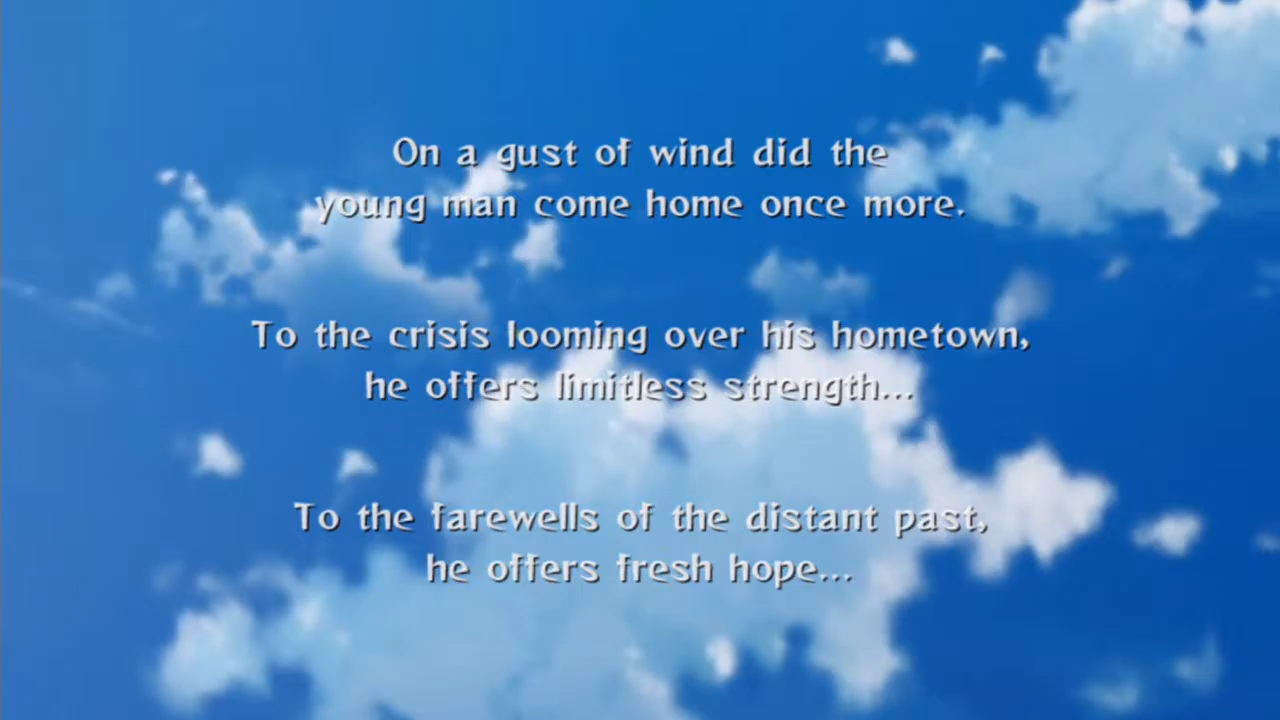 On a gust of wind did the
young man come home once more.
To the crisis looming over his hometown,
he offers limitless strength...
To the farewells of the distant past,
he offers fresh hope...